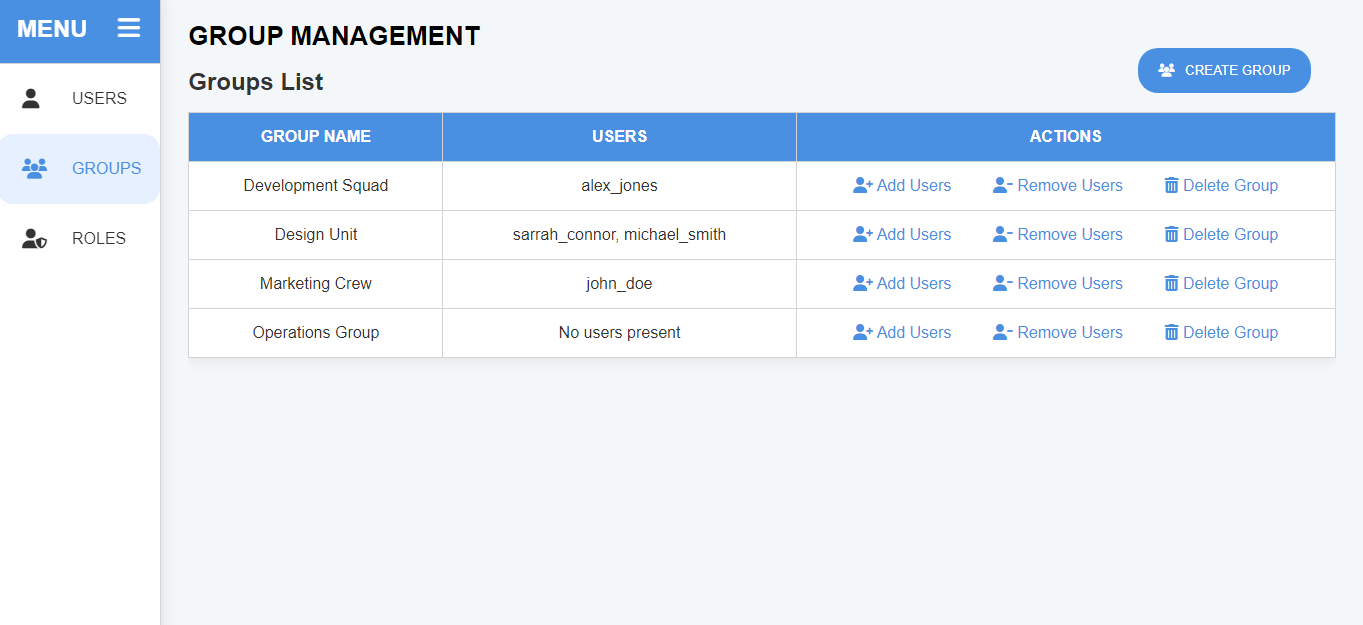 MENU
USERS
GROUPS
ROLES
GROUP MANAGEMENT
Groups List
CREATE GROUP
GROUP NAME USERS ACTIONS
Development Squad alex_jones Add Users Remove Users Delete Group
Design Unit sarrah_connor, michael_smith Add Users Remove Users Delete Group
Marketing Crew john_doe Add Users Remove Users Delete Group
Operations Group No users present Add Users Remove Users Delete Group